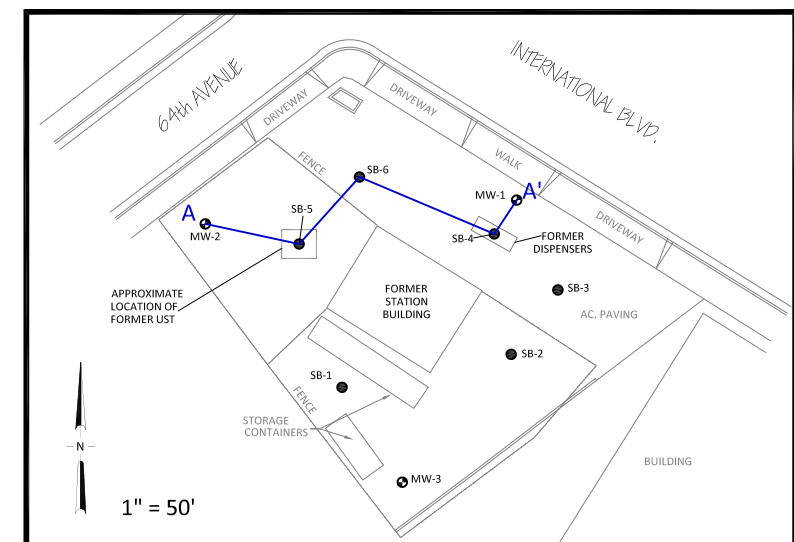 64th AVENUE
INTERNATIONAL BLVD.
DRIVEWAY
DRIVEWAY
WALK
DRIVEWAY
FENCE
SB-6
MW-1
A'
A
MW-2
SB-5
SB-4
FORMER
DISPENSERS
APPROXIMATE
LOCATION OF
FORMER UST
FORMER
STATION
BUILDING
SB-3
AC. PAVING
SB-2
SB-1
FENCE
STORAGE
CONTAINERS
MW-3
BUILDING
N
1" = 50'